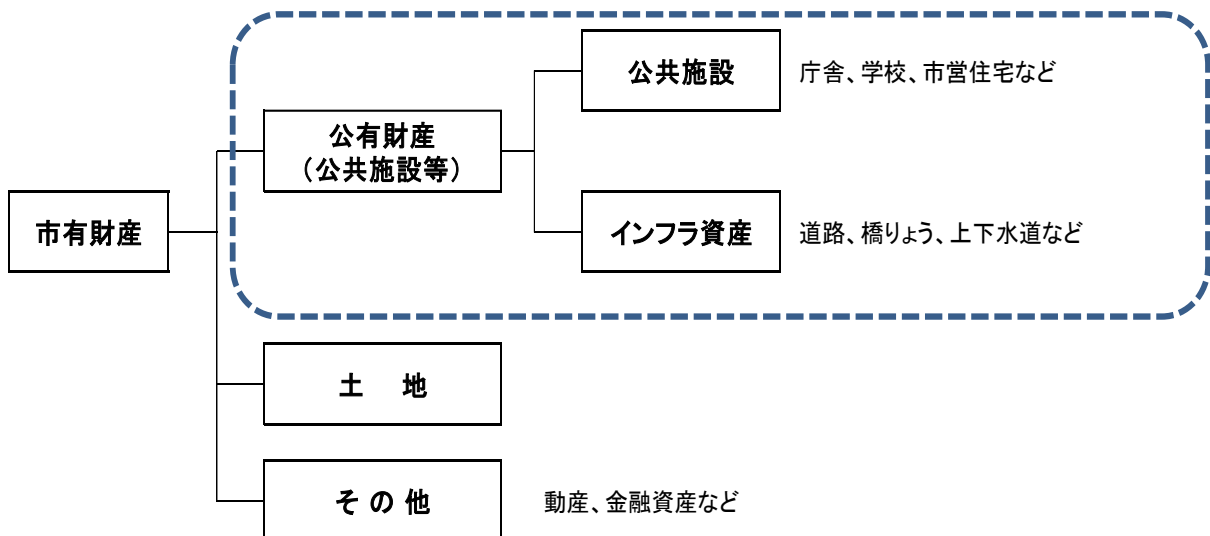 公共施設
庁舎、学校、市営住宅など
公有財産
（公共施設等）
市有財産
インフラ資産
道路、橋りょう、上下水道など
土　地
その他
動産、金融資産など